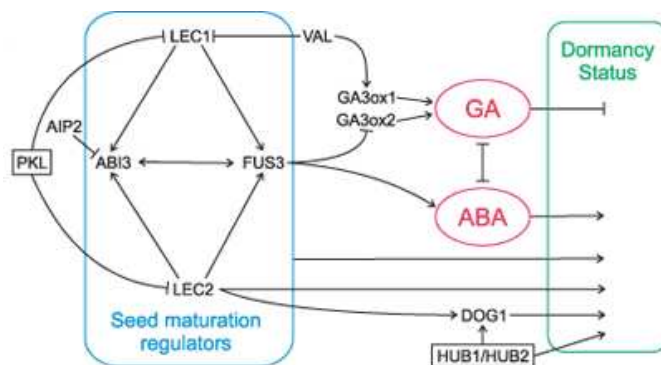 LEC1
VAL
Dormancy
Status
GA3ox1
GA3ox2
GA
AIP2
PKL
ABI3
FUS3
ABA
LEC2
Seed maturation
regulators
DOG1
HUB1/HUB2